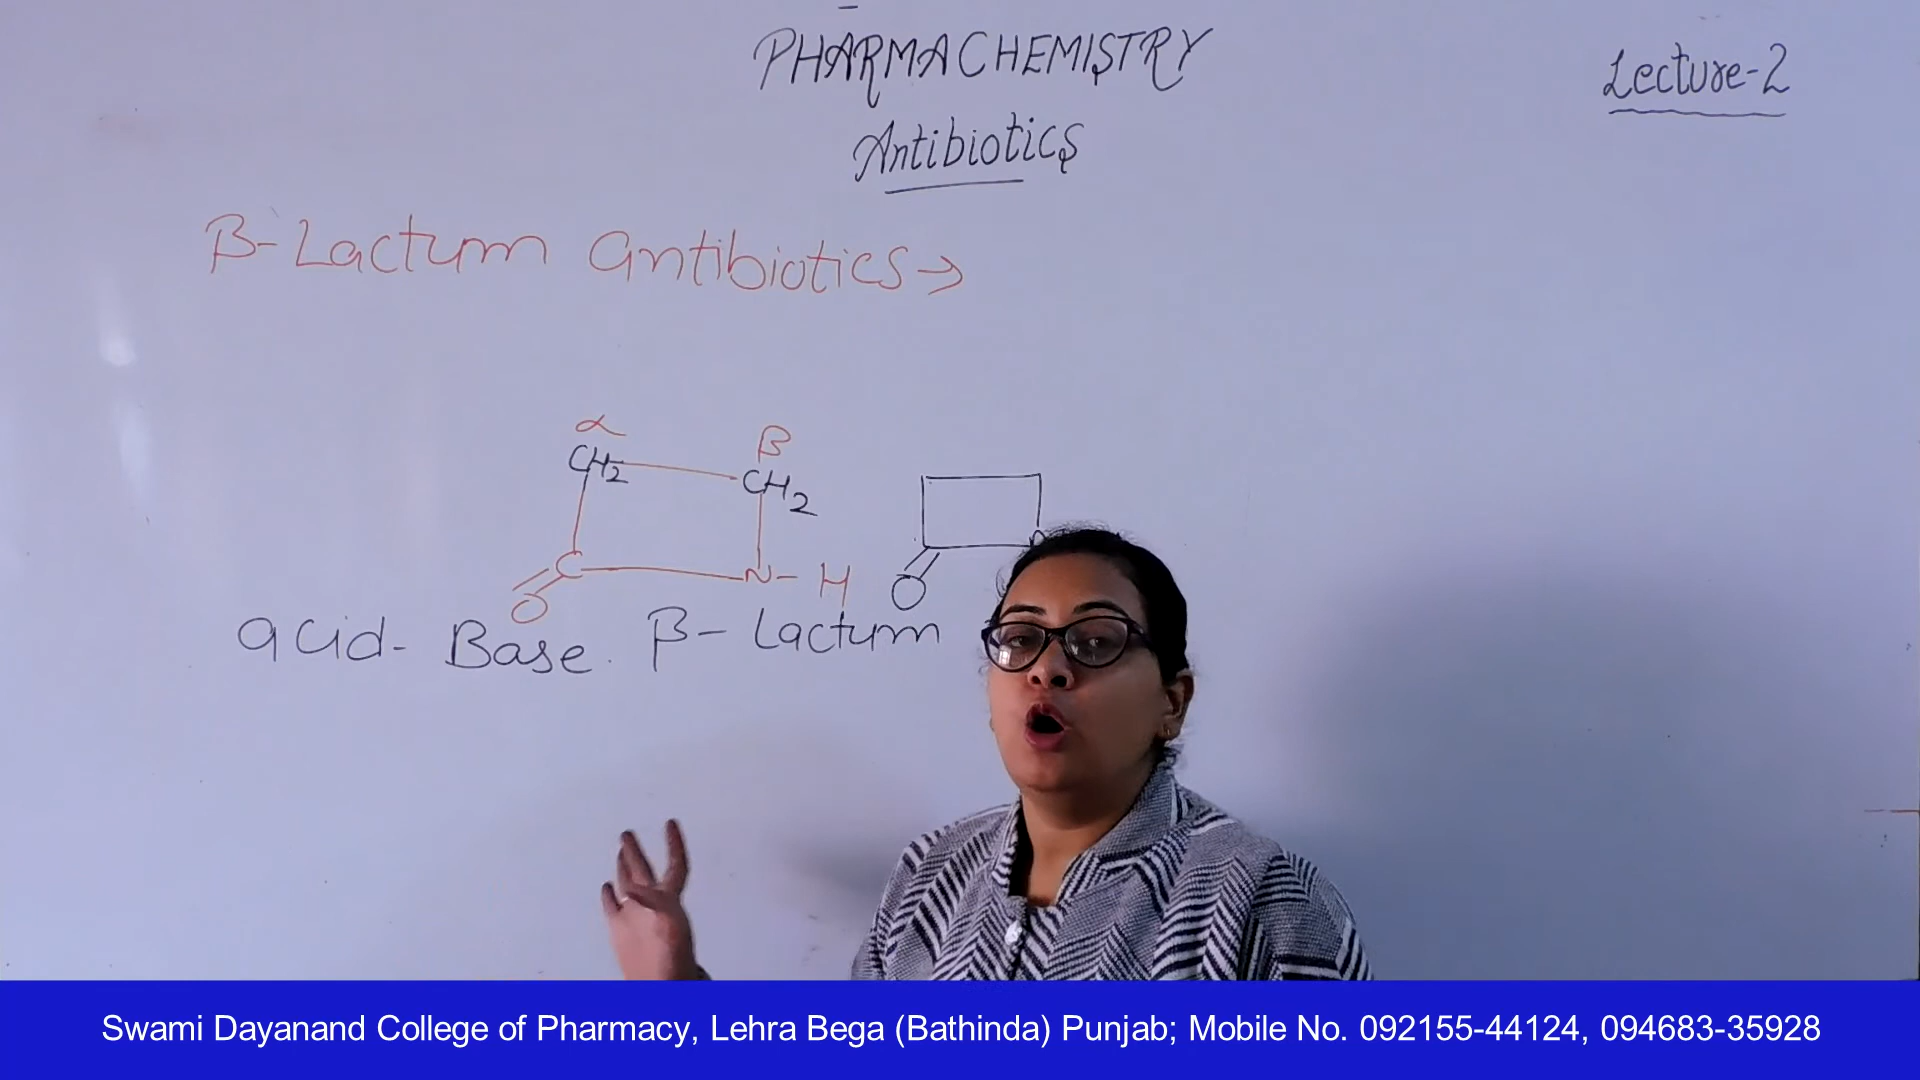 PHARMACHEMISTRY
Lecture-2
Antibiotics
β-Lactum Antibiotics→
α
β
CH2
CH2
C
N-H
O
O
acid-Base. β-Lactum
Swami Dayanand College of Pharmacy, Lehra Bega (Bathinda) Punjab; Mobile No. 092155-44124, 094683-35928